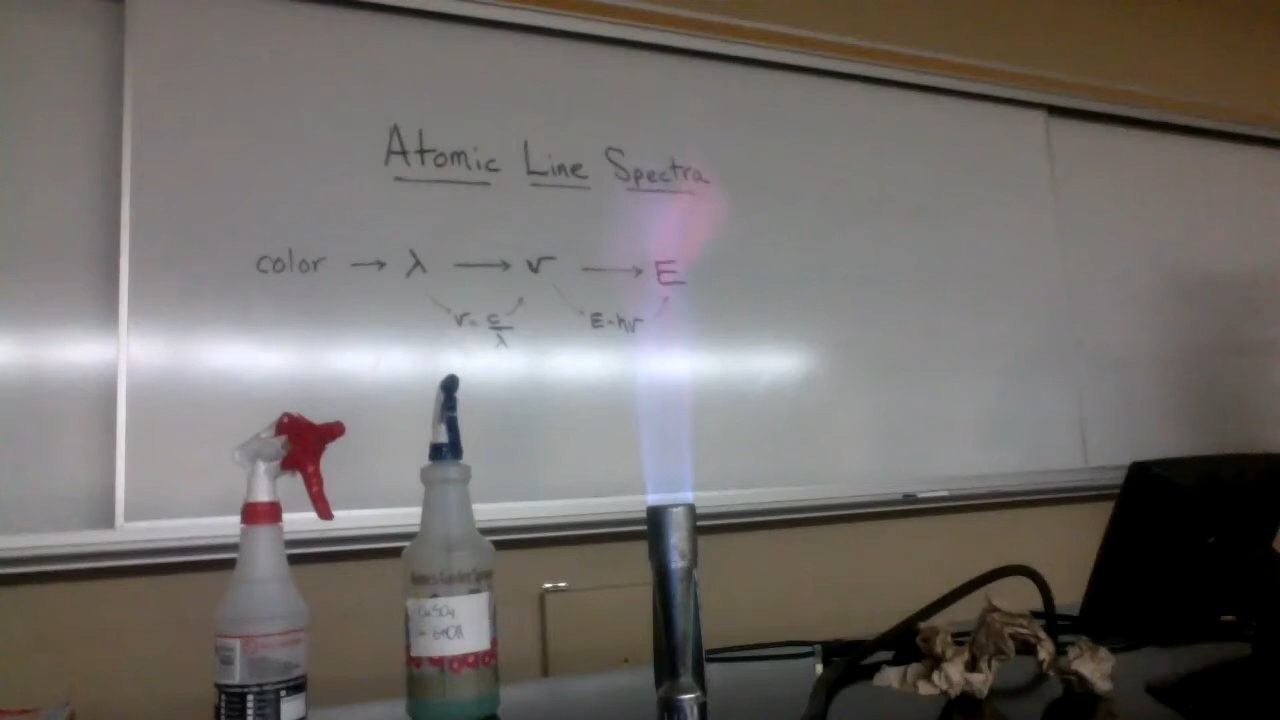 Atomic Line Spectra
color → λ → ν → E
ν = c/λ
E = hν
CuSO₄